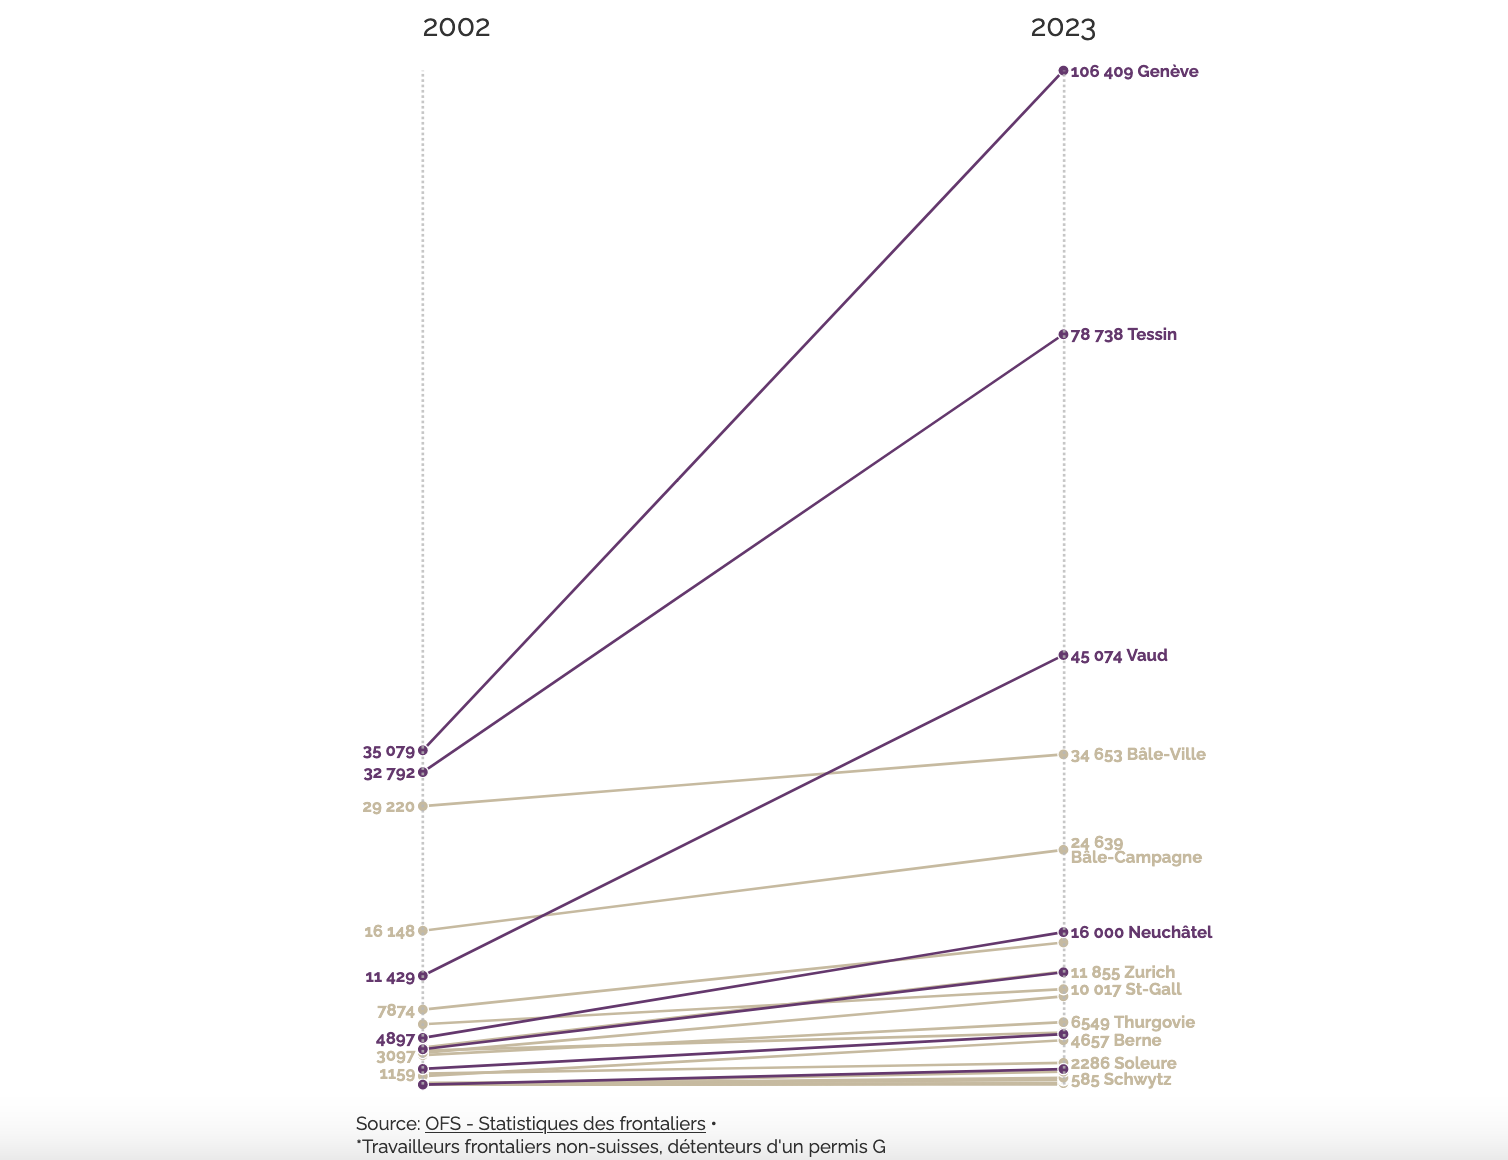 2002
2023
106 409 Genève
78 738 Tessin
45 074 Vaud
35 079
34 653 Bâle-Ville
32 792
29 220
24 639
Bâle-Campagne
16 148
16 000 Neuchâtel
11 429
11 855 Zurich
10 017 St-Gall
7874
6549 Thurgovie
4897
4657 Berne
3097
2286 Soleure
1159
585 Schwytz
Source: OFS - Statistiques des frontaliers •
*Travailleurs frontaliers non-suisses, détenteurs d'un permis G